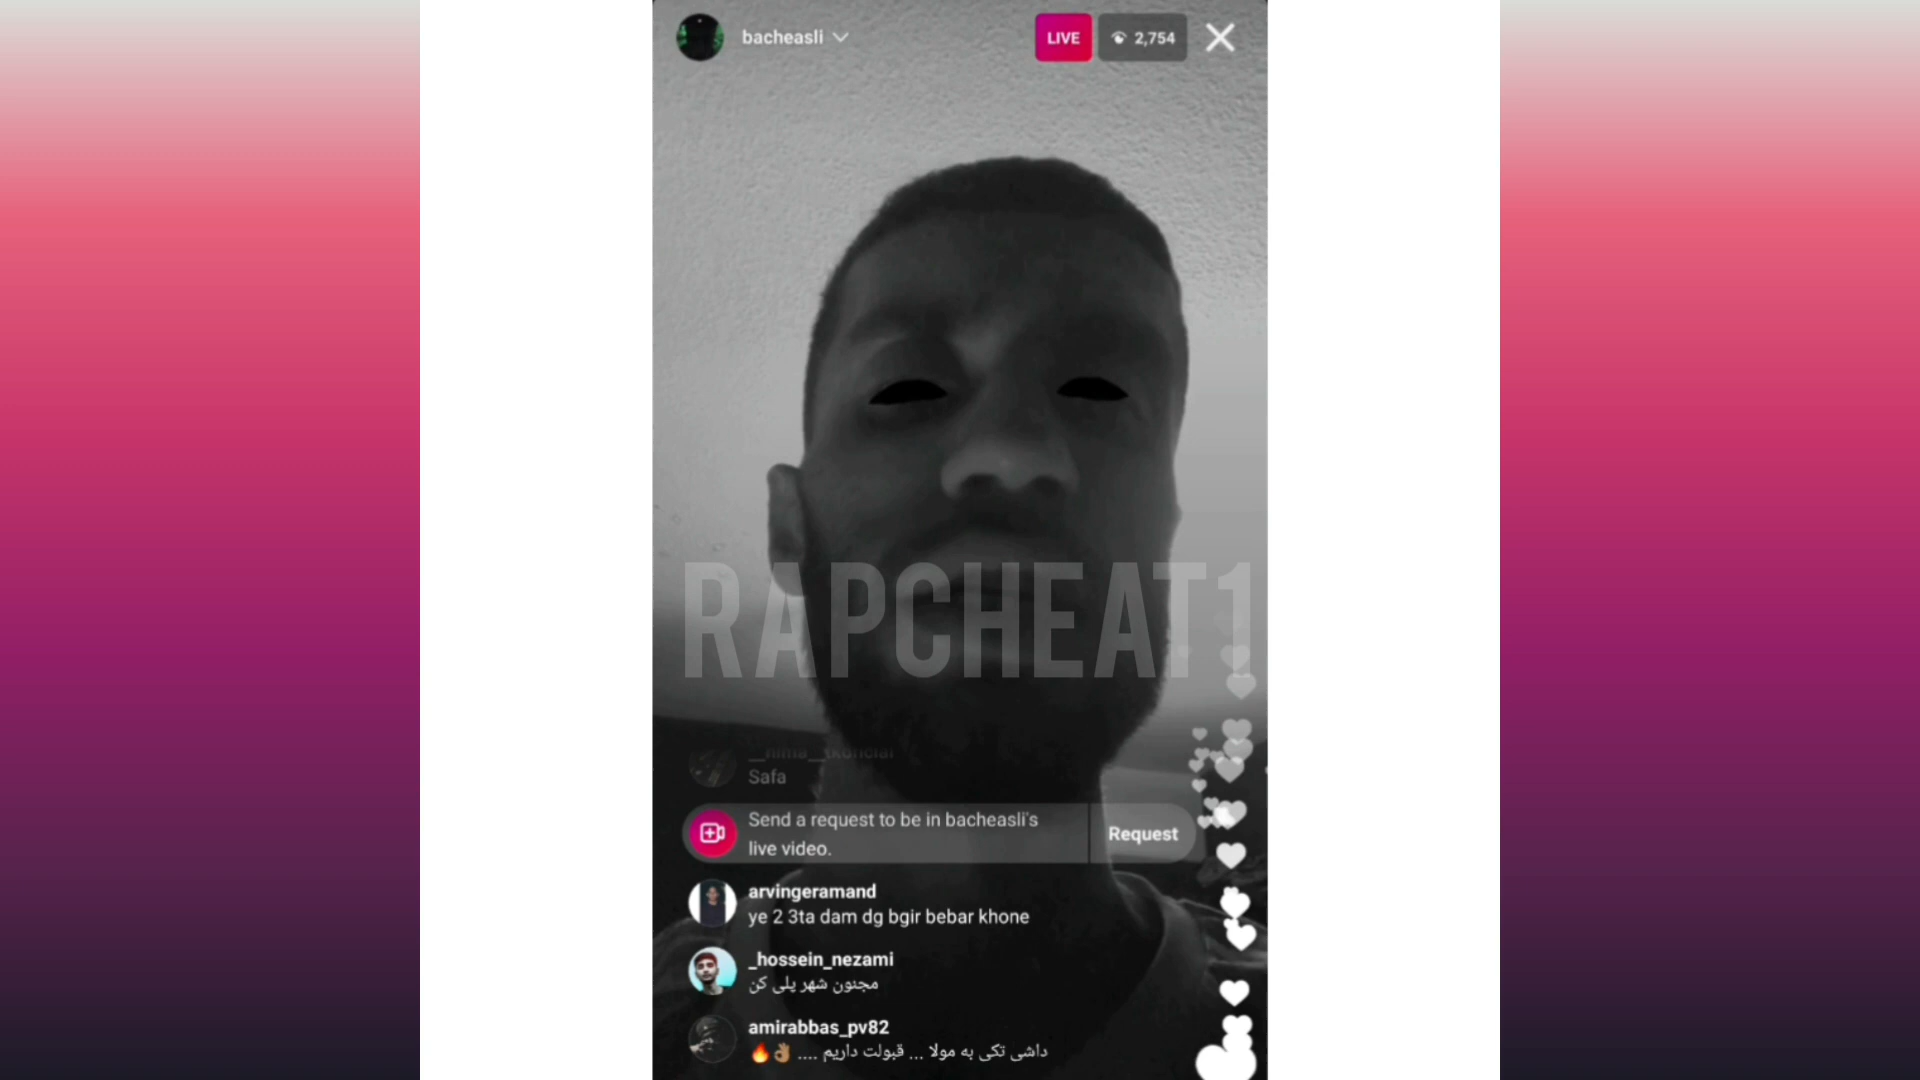 bacheasli
LIVE
2,754
RAPCHEAT1
Safa
Send a request to be in bacheasli's
live video.
Request
arvingeramand
ye 2 3ta dam dg bgir bebar khone
_hossein_nezami
مجنون شهر پلی کن
amirabbas_pv82
داشی تکی به مولا ... قبولت داریم .... 👌🏽🔥